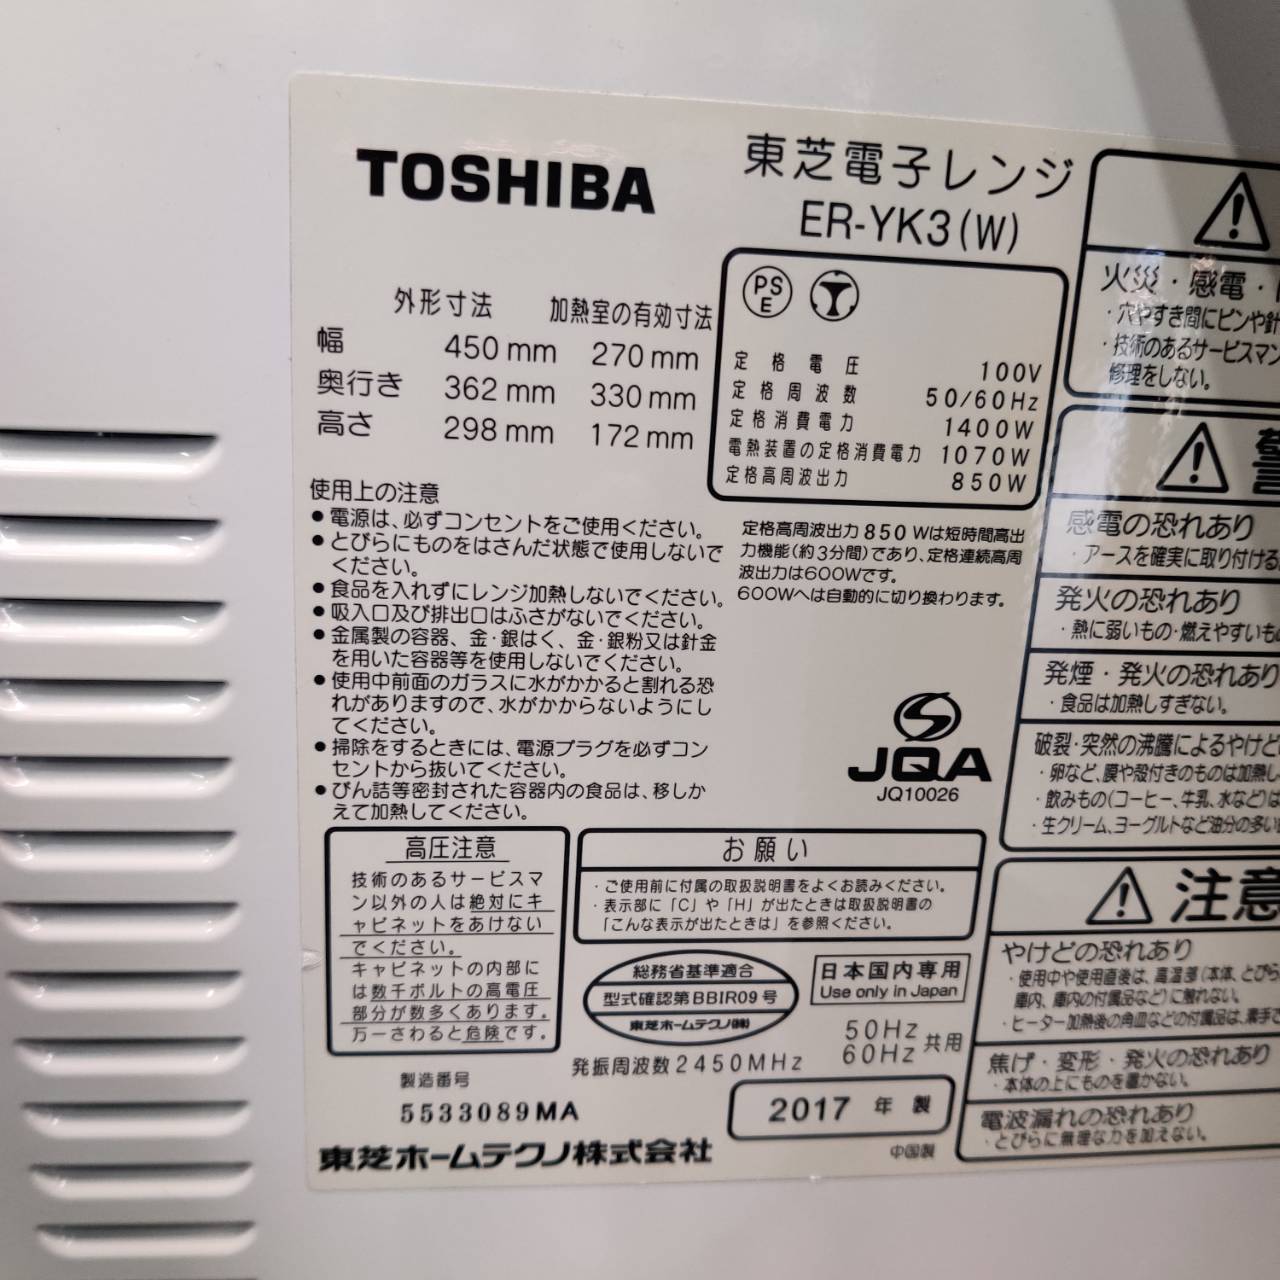 TOSHIBA
東芝電子レンジ
ER-YK3(W)
外形寸法 加熱室の有効寸法
幅 450mm 270mm
奥行き 362mm 330mm
高さ 298mm 172mm
PS
E
定格電圧 100V
定格周波数 50/60Hz
定格消費電力 1400W
電熱装置の定格消費電力 1070W
定格高周波出力 850W
定格高周波出力850Wは短時間高出
力機能(約3分間)であり、定格連続高周
波出力は600Wです。
600Wへは自動的に切り換わります。
使用上の注意
●電源は、必ずコンセントをご使用ください。
●とびらにものをはさんだ状態で使用しないで
ください。
●食品を入れずにレンジ加熱しないでください。
●吸入口及び排出口はふさがないでください。
●金属製の容器、金・銀はく、金・銀粉又は針金
を用いた容器等を使用しないでください。
●使用中前面のガラスに水がかかると割れる恐
れがありますので、水がかからないようにし
てください。
●掃除をするときには、電源プラグを必ずコン
セントから抜いてください。
●びん詰等密封された容器内の食品は、移しか
えて加熱してください。
JQA
JQ10026
高圧注意
技術のあるサービスマ
ン以外の人は絶対にキ
ャビネットをあけない
でください。
キャビネットの内部に
は数千ボルトの高電圧
部分が数多くあります。
万一さわると危険です。
お願い
・ご使用前に付属の取扱説明書をよくお読みください。
・表示部に「C」や「H」が出たときは取扱説明書の
「こんな表示が出たときは」を参照ください。
総務省基準適合
型式確認第BBIR09号
東芝ホームテクノ(株)
日本国内専用
Use only in Japan
50Hz
60Hz 共用
発振周波数2450MHz
製造番号
5533089MA
2017 年 製
東芝ホームテクノ株式会社
中国製
火災・感電・
・穴やすき間にピンや針
・技術のあるサービスマン
修理をしない。
警
感電の恐れあり
・アースを確実に取り付ける
発火の恐れあり
・熱に弱いもの・燃えやすいもの
発煙・発火の恐れあり
・食品は加熱しすぎない。
破裂・突然の沸騰によるやけど
・卵など、膜や殻付きのものは加熱し
・飲みもの(コーヒー、牛乳、水など)は
・生クリーム、ヨーグルトなど油分の多い
注意
やけどの恐れあり
・使用中や使用直後は、高温部(本体、とびら
庫内、庫内の付属品など)に触れない。
・ヒーター加熱後の角皿などの付属品は、素手で
焦げ・変形・発火の恐れあり
・本体の上にものを置かない。
電波漏れの恐れあり
・とびらに無理な力を加えない。